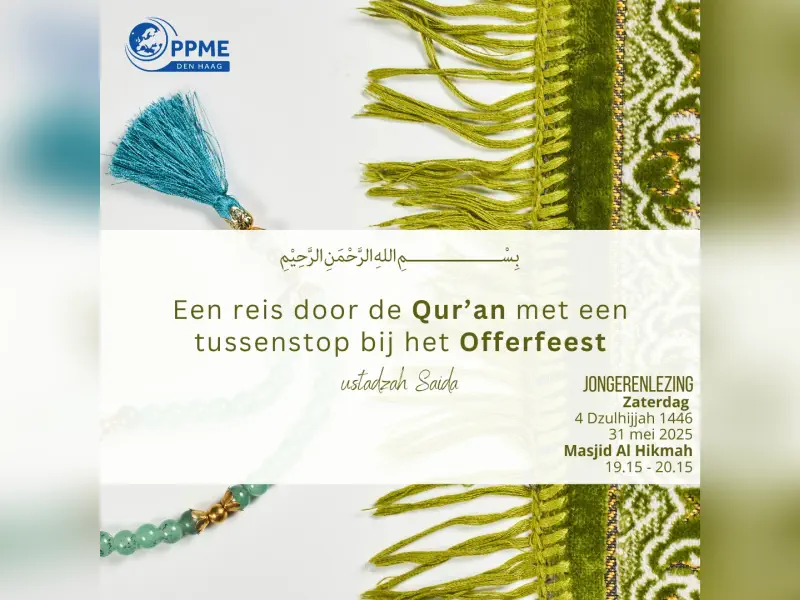 PPME
DEN HAAG
بِسْمِ اللهِ الرَّحْمَنِ الرَّحِيْمِ
Een reis door de Qur’an met een
tussenstop bij het Offerfeest
ustadzah Saida
JONGERENLEZING
Zaterdag
4 Dzulhijjah 1446
31 mei 2025
Masjid Al Hikmah
19.15 - 20.15